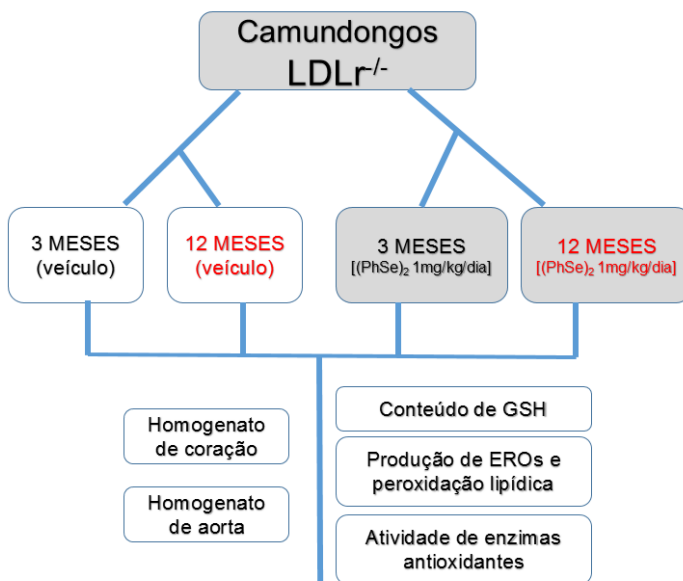 Camundongos
LDLr-/-
3 MESES
(veículo)
12 MESES
(veículo)
3 MESES
[(PhSe)2 1mg/kg/dia]
12 MESES
[(PhSe)2 1mg/kg/dia]
Homogenato
de coração
Homogenato
de aorta
Conteúdo de GSH
Produção de EROs e
peroxidação lipídica
Atividade de enzimas
antioxidantes